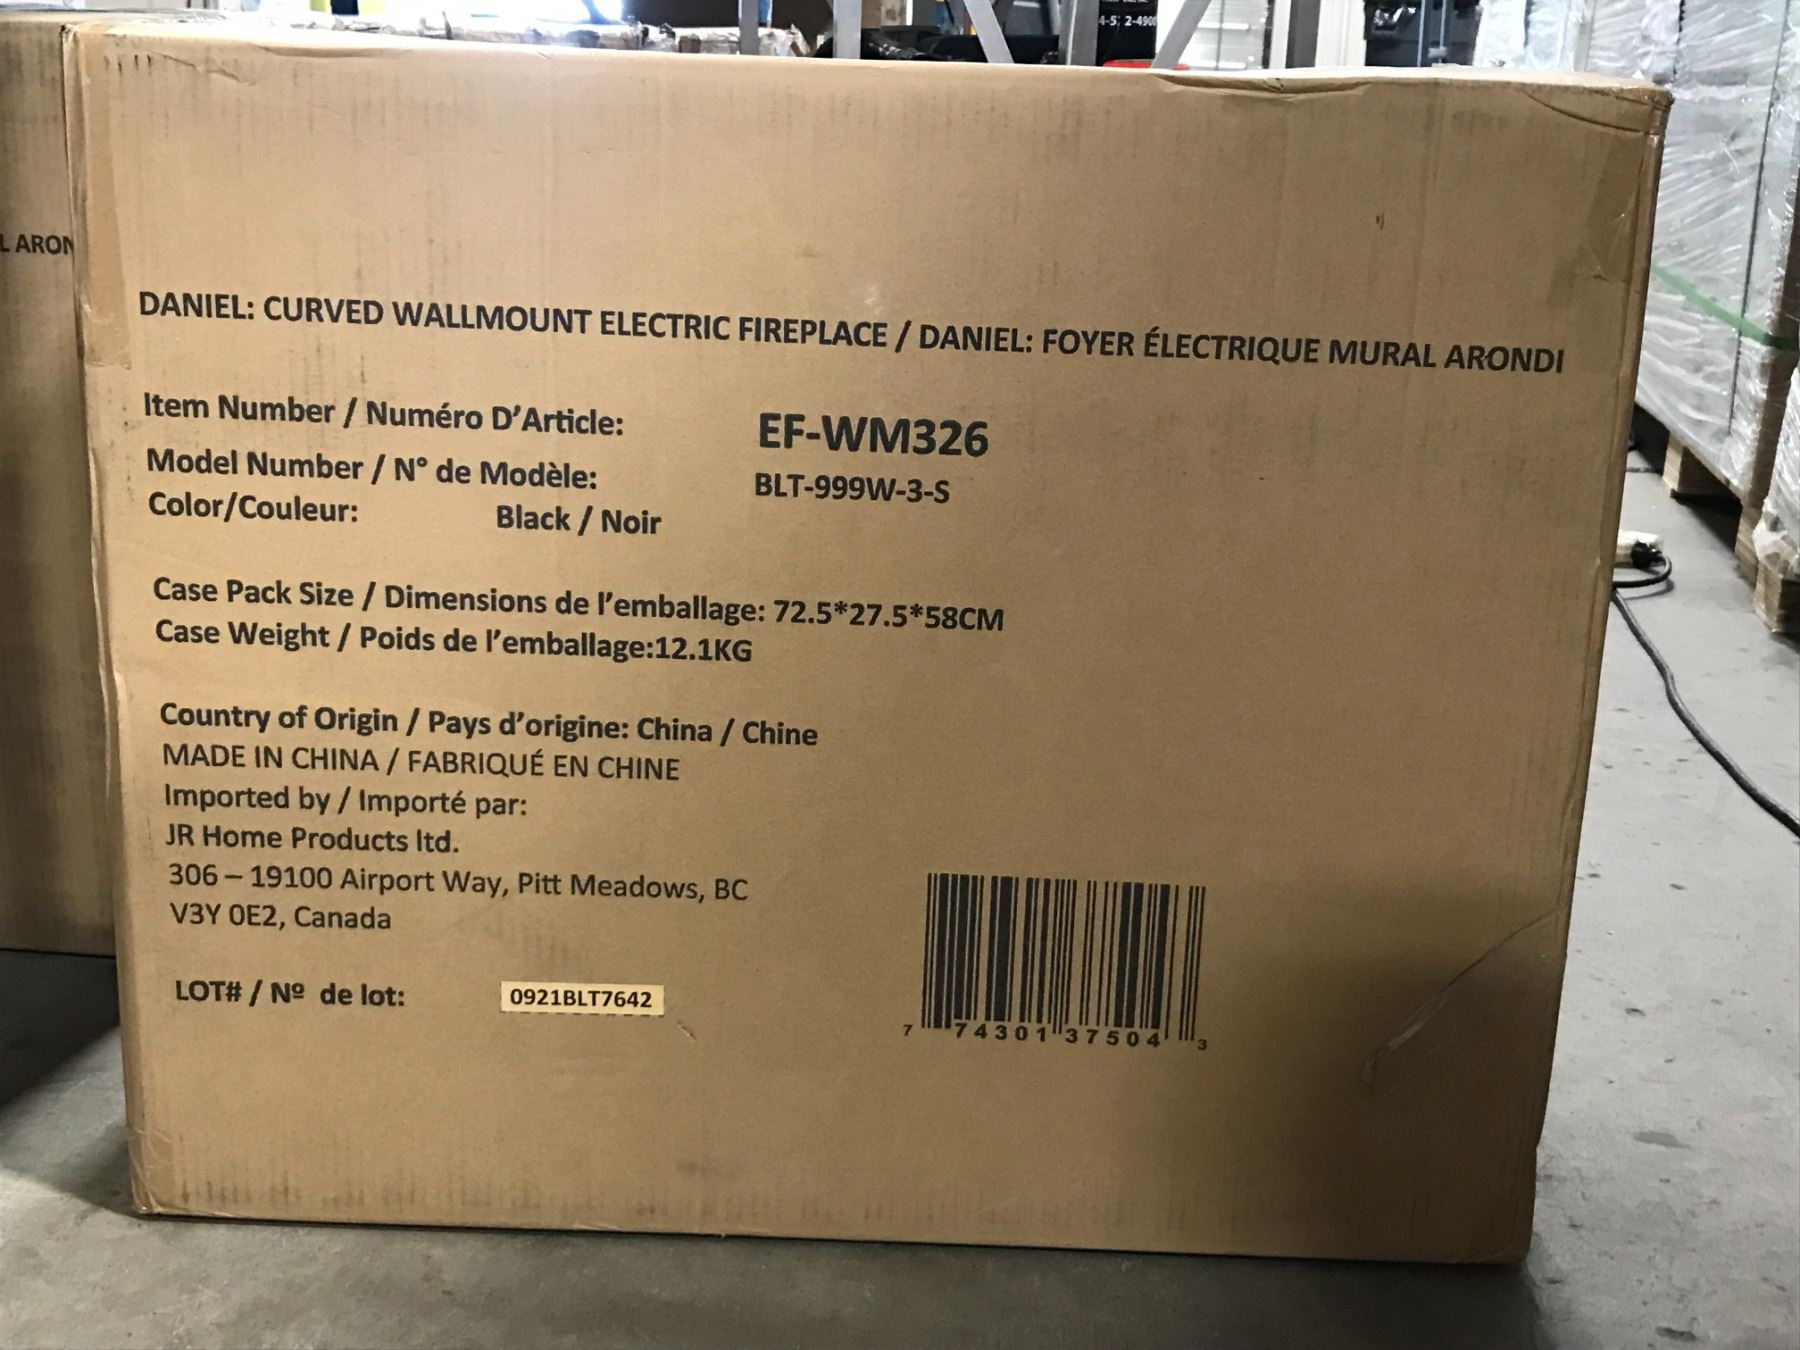 4-5 2-490
L ARON
DANIEL: CURVED WALLMOUNT ELECTRIC FIREPLACE / DANIEL: FOYER ÉLECTRIQUE MURAL ARONDI
Item Number / Numéro D'Article: EF-WM326
Model Number / N° de Modèle: BLT-999W-3-S
Color/Couleur: Black / Noir
Case Pack Size / Dimensions de l'emballage: 72.5*27.5*58CM
Case Weight / Poids de l'emballage:12.1KG
Country of Origin / Pays d'origine: China / Chine
MADE IN CHINA / FABRIQUÉ EN CHINE
Imported by / Importé par:
JR Home Products ltd.
306 – 19100 Airport Way, Pitt Meadows, BC
V3Y 0E2, Canada
LOT# / Nº de lot: 0921BLT7642
7 74301 37504 3